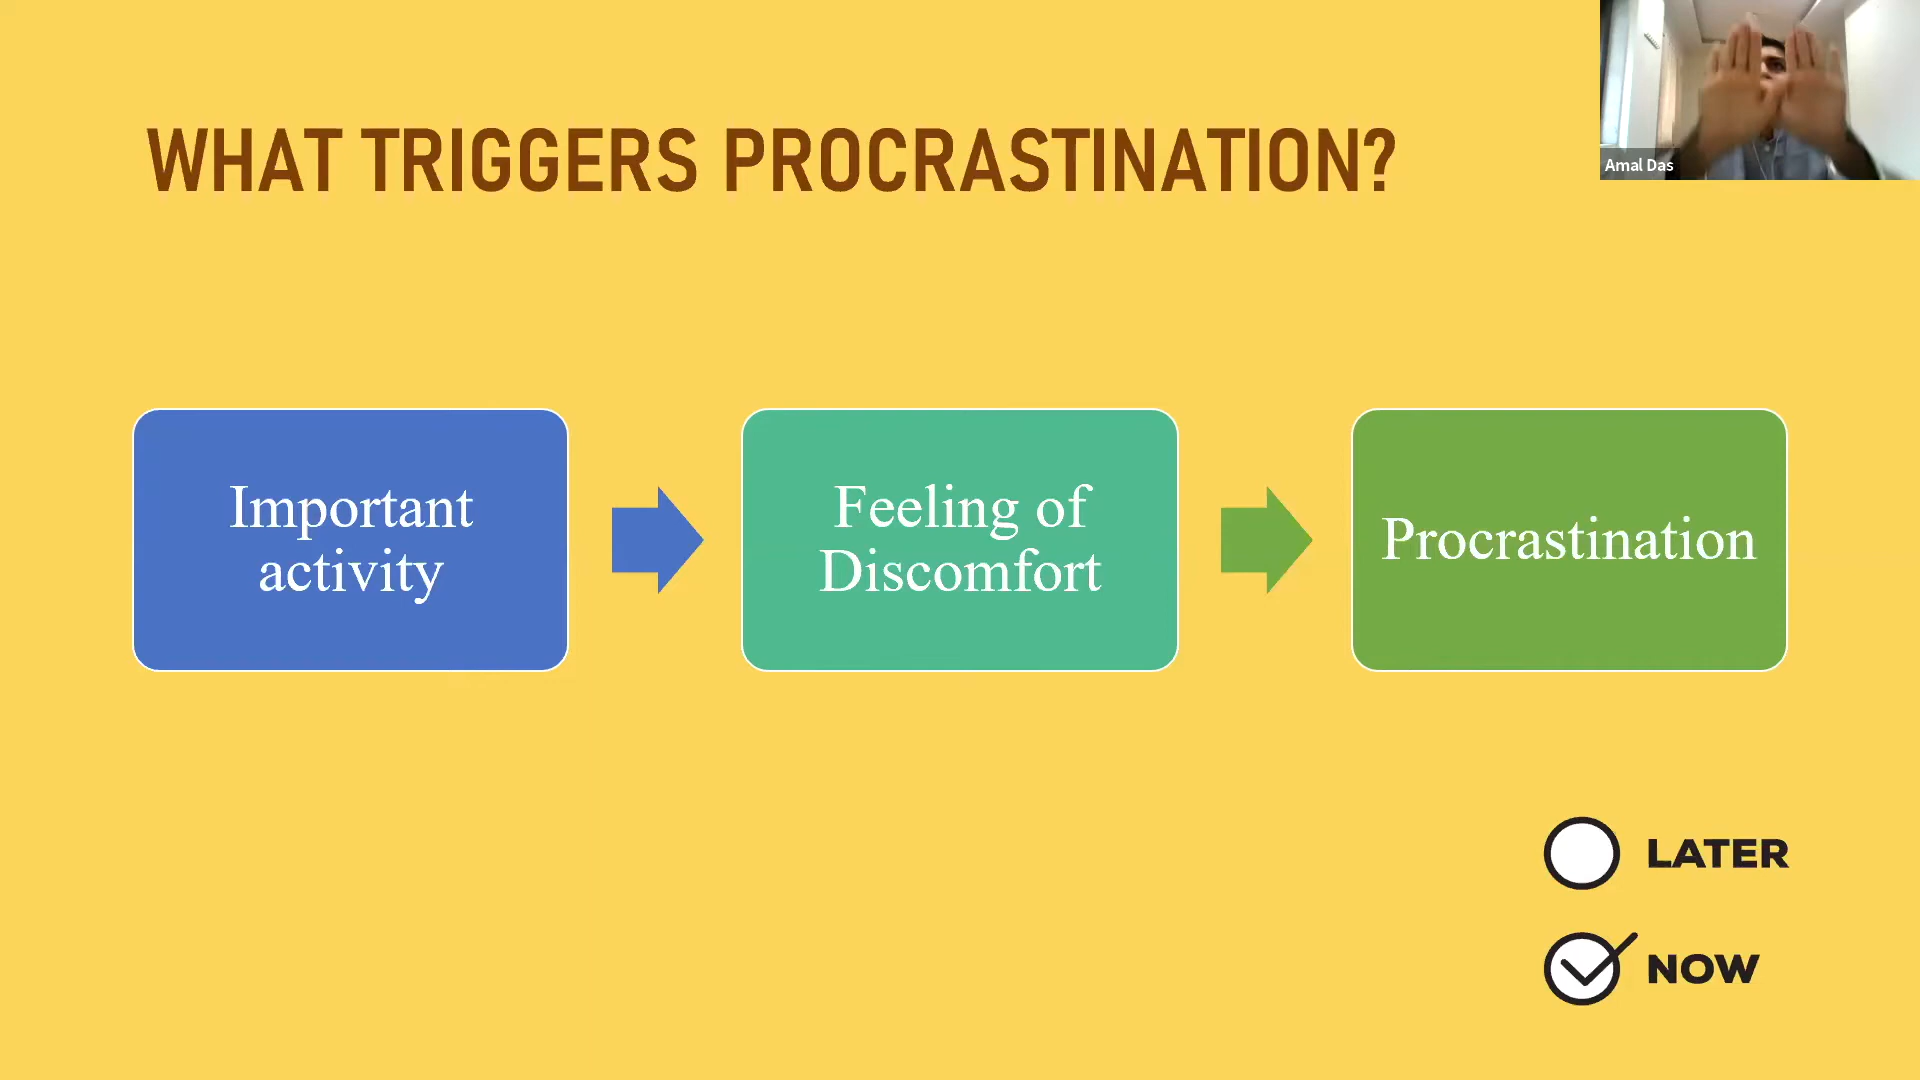 WHAT TRIGGERS PROCRASTINATION?
Amal Das
Important
activity
Feeling of
Discomfort
Procrastination
LATER
NOW